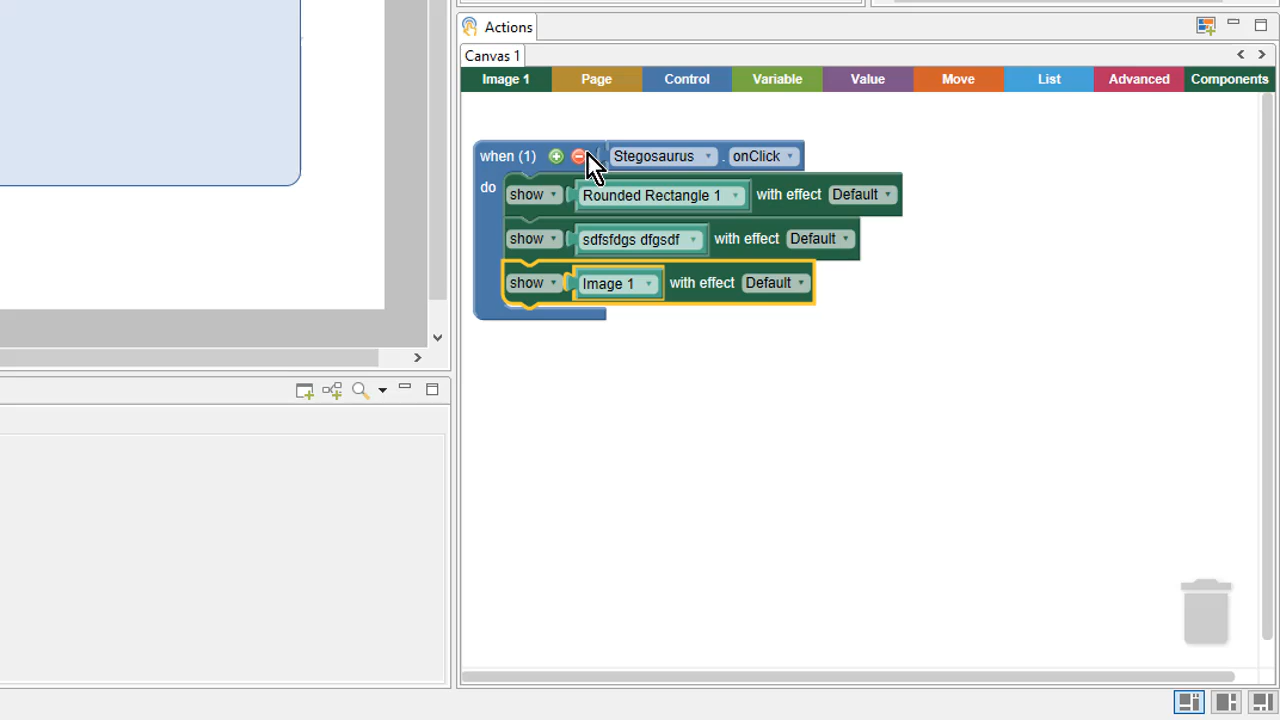 Actions
Canvas 1
Image 1 Page Control Variable Value Move List Advanced Components
when (1) Stegosaurus . onClick
do show Rounded Rectangle 1 with effect Default
show sdfsfdgs dfgsdf with effect Default
show Image 1 with effect Default